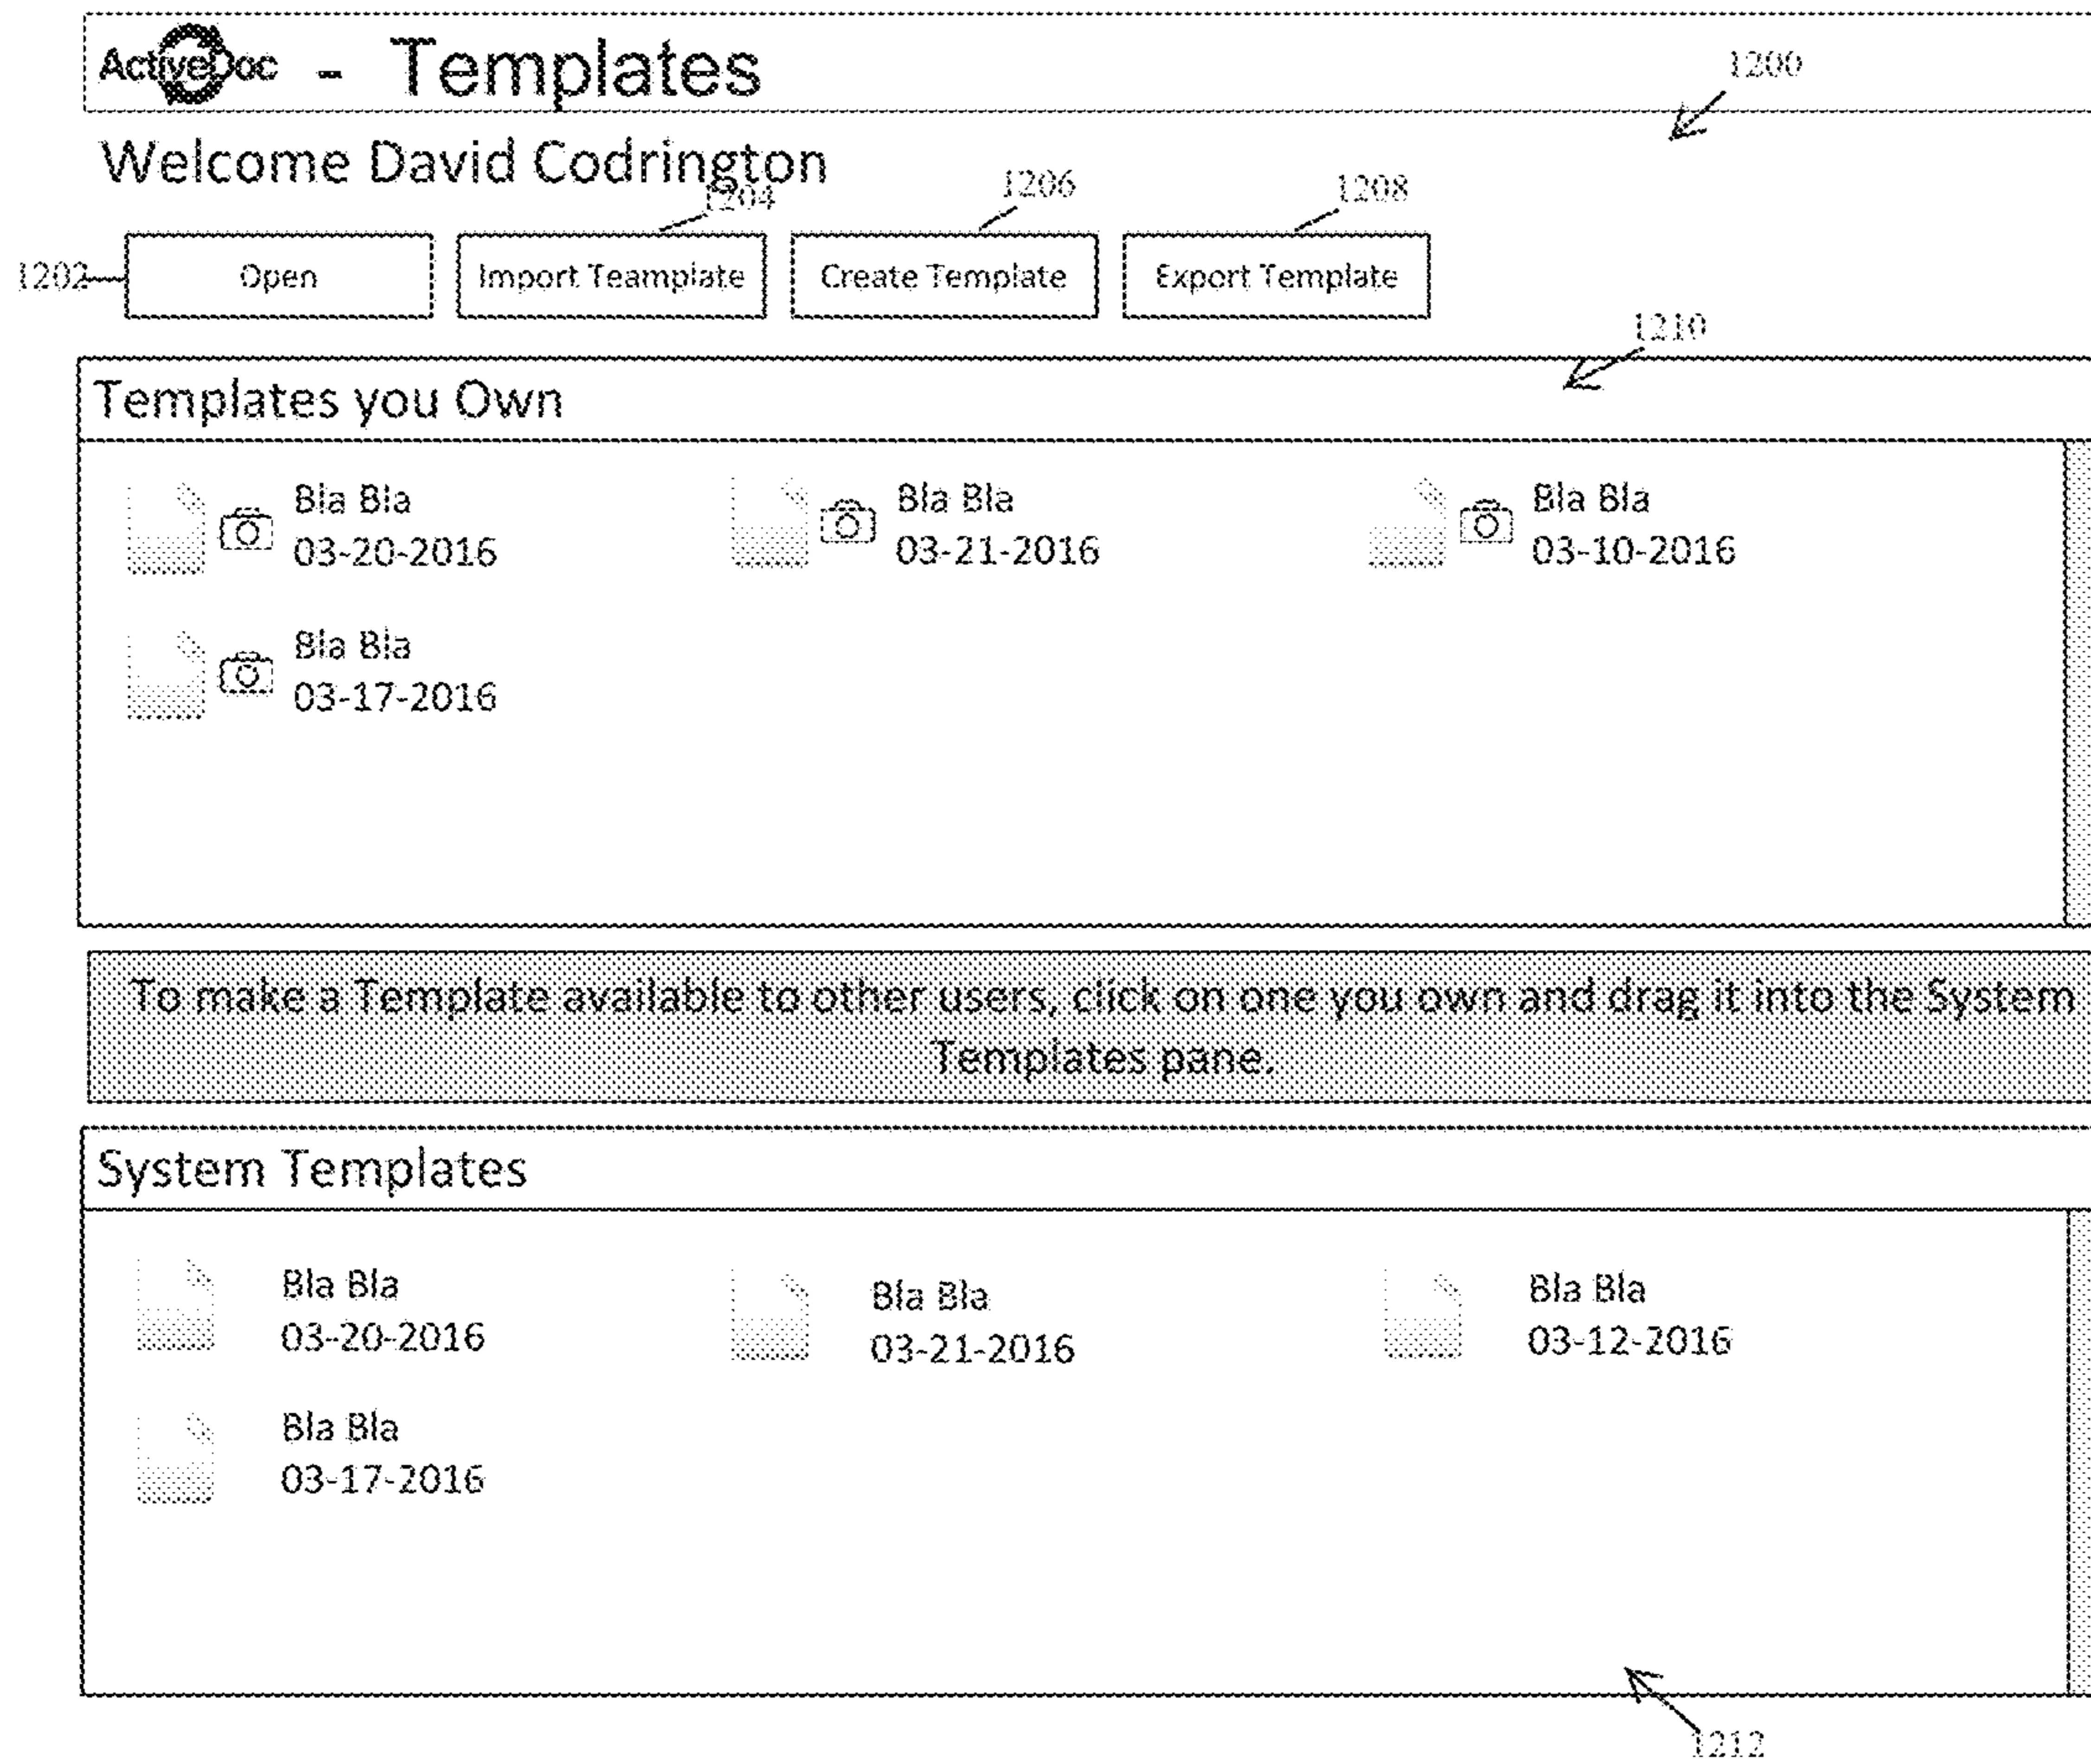 ActiveDoc - Templates
1200
Welcome David Codrington
1204
1206
1208
1202
Open
Import Teamplate
Create Template
Export Template
1210
Templates you Own
Bla Bla
03-20-2016
Bla Bla
03-21-2016
Bla Bla
03-10-2016
Bla Bla
03-17-2016
To make a Template available to other users, click on one you own and drag it into the System
Templates pane.
System Templates
Bla Bla
03-20-2016
Bla Bla
03-21-2016
Bla Bla
03-12-2016
Bla Bla
03-17-2016
1212